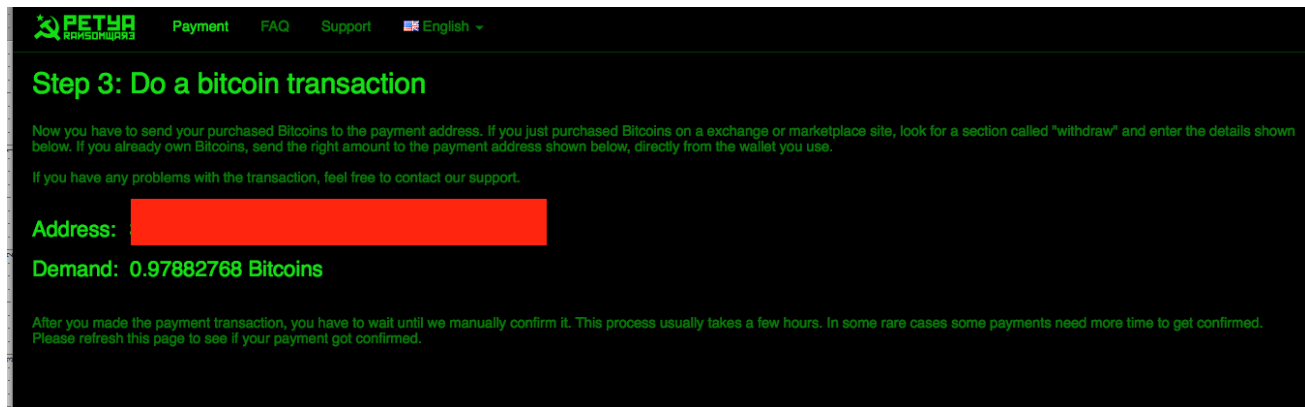 PETYA
RANSOMWAR3
Payment FAQ Support English
Step 3: Do a bitcoin transaction
Now you have to send your purchased Bitcoins to the payment address. If you just purchased Bitcoins on a exchange or marketplace site, look for a section called "withdraw" and enter the details shown
below. If you already own Bitcoins, send the right amount to the payment address shown below, directly from the wallet you use.
If you have any problems with the transaction, feel free to contact our support.
Address:
Demand: 0.97882768 Bitcoins
After you made the payment transaction, you have to wait until we manually confirm it. This process usually takes a few hours. In some rare cases some payments need more time to get confirmed.
Please refresh this page to see if your payment got confirmed.